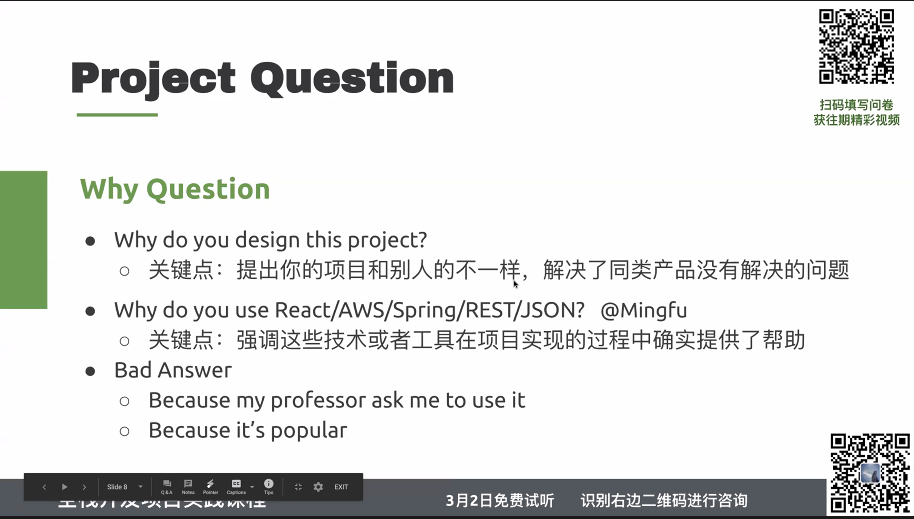 Project Question
扫码填写问卷
获往期精彩视频
Why Question
● Why do you design this project?
○ 关键点：提出你的项目和别人的不一样，解决了同类产品没有解决的问题
● Why do you use React/AWS/Spring/REST/JSON? @Mingfu
○ 关键点：强调这些技术或者工具在项目实现的过程中确实提供了帮助
● Bad Answer
○ Because my professor ask me to use it
○ Because it's popular
Slide 8
Q&A Notes Pointer Captions Tips EXIT
全栈开发项目实践课程
3月2日免费试听 识别右边二维码进行咨询